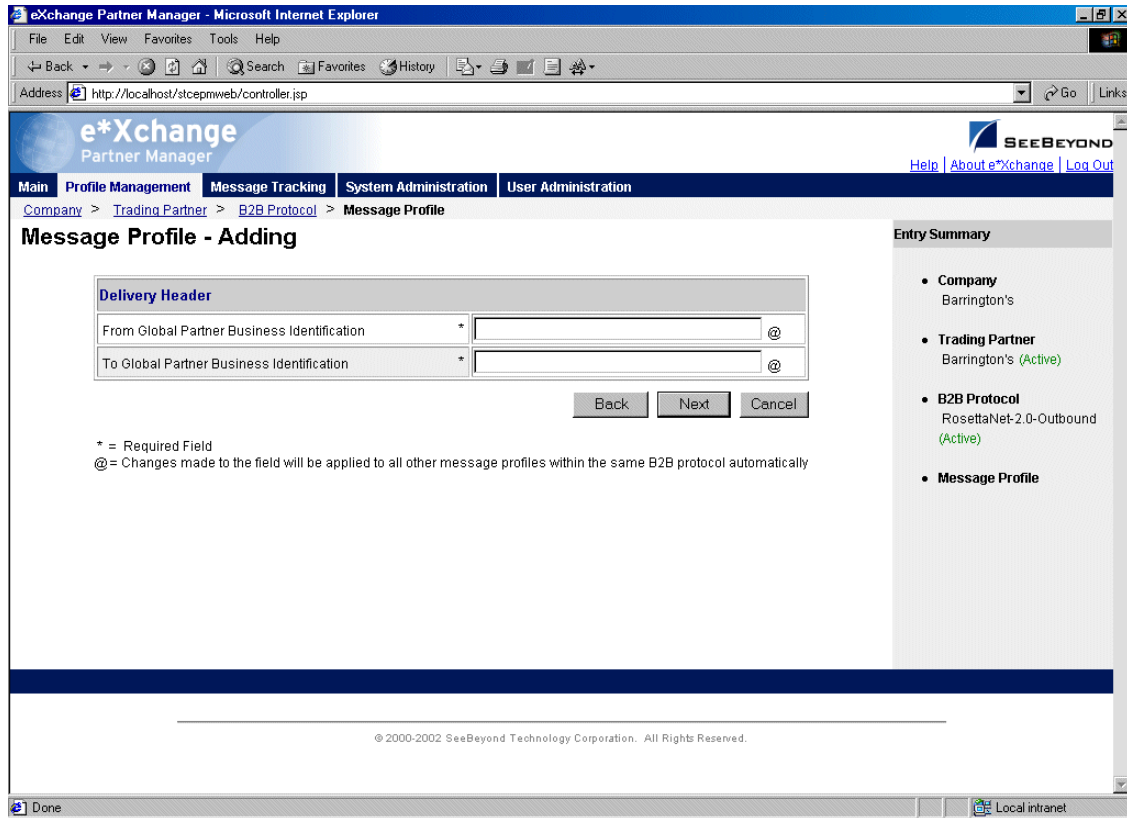 eXchange Partner Manager - Microsoft Internet Explorer
File Edit View Favorites Tools Help
Back Search Favorites History
Address http://localhost/stcepmweb/controller.jsp Go Links
e*Xchange
Partner Manager
SEEBEYOND
Help | About e*Xchange | Log Out
Main Profile Management Message Tracking System Administration User Administration
Company > Trading Partner > B2B Protocol > Message Profile
Message Profile - Adding
Delivery Header
From Global Partner Business Identification * @
To Global Partner Business Identification * @
Back Next Cancel
* = Required Field
@ = Changes made to the field will be applied to all other message profiles within the same B2B protocol automatically
Entry Summary
• Company
Barrington's
• Trading Partner
Barrington's (Active)
• B2B Protocol
RosettaNet-2.0-Outbound
(Active)
• Message Profile
© 2000-2002 SeeBeyond Technology Corporation. All Rights Reserved.
Done Local intranet